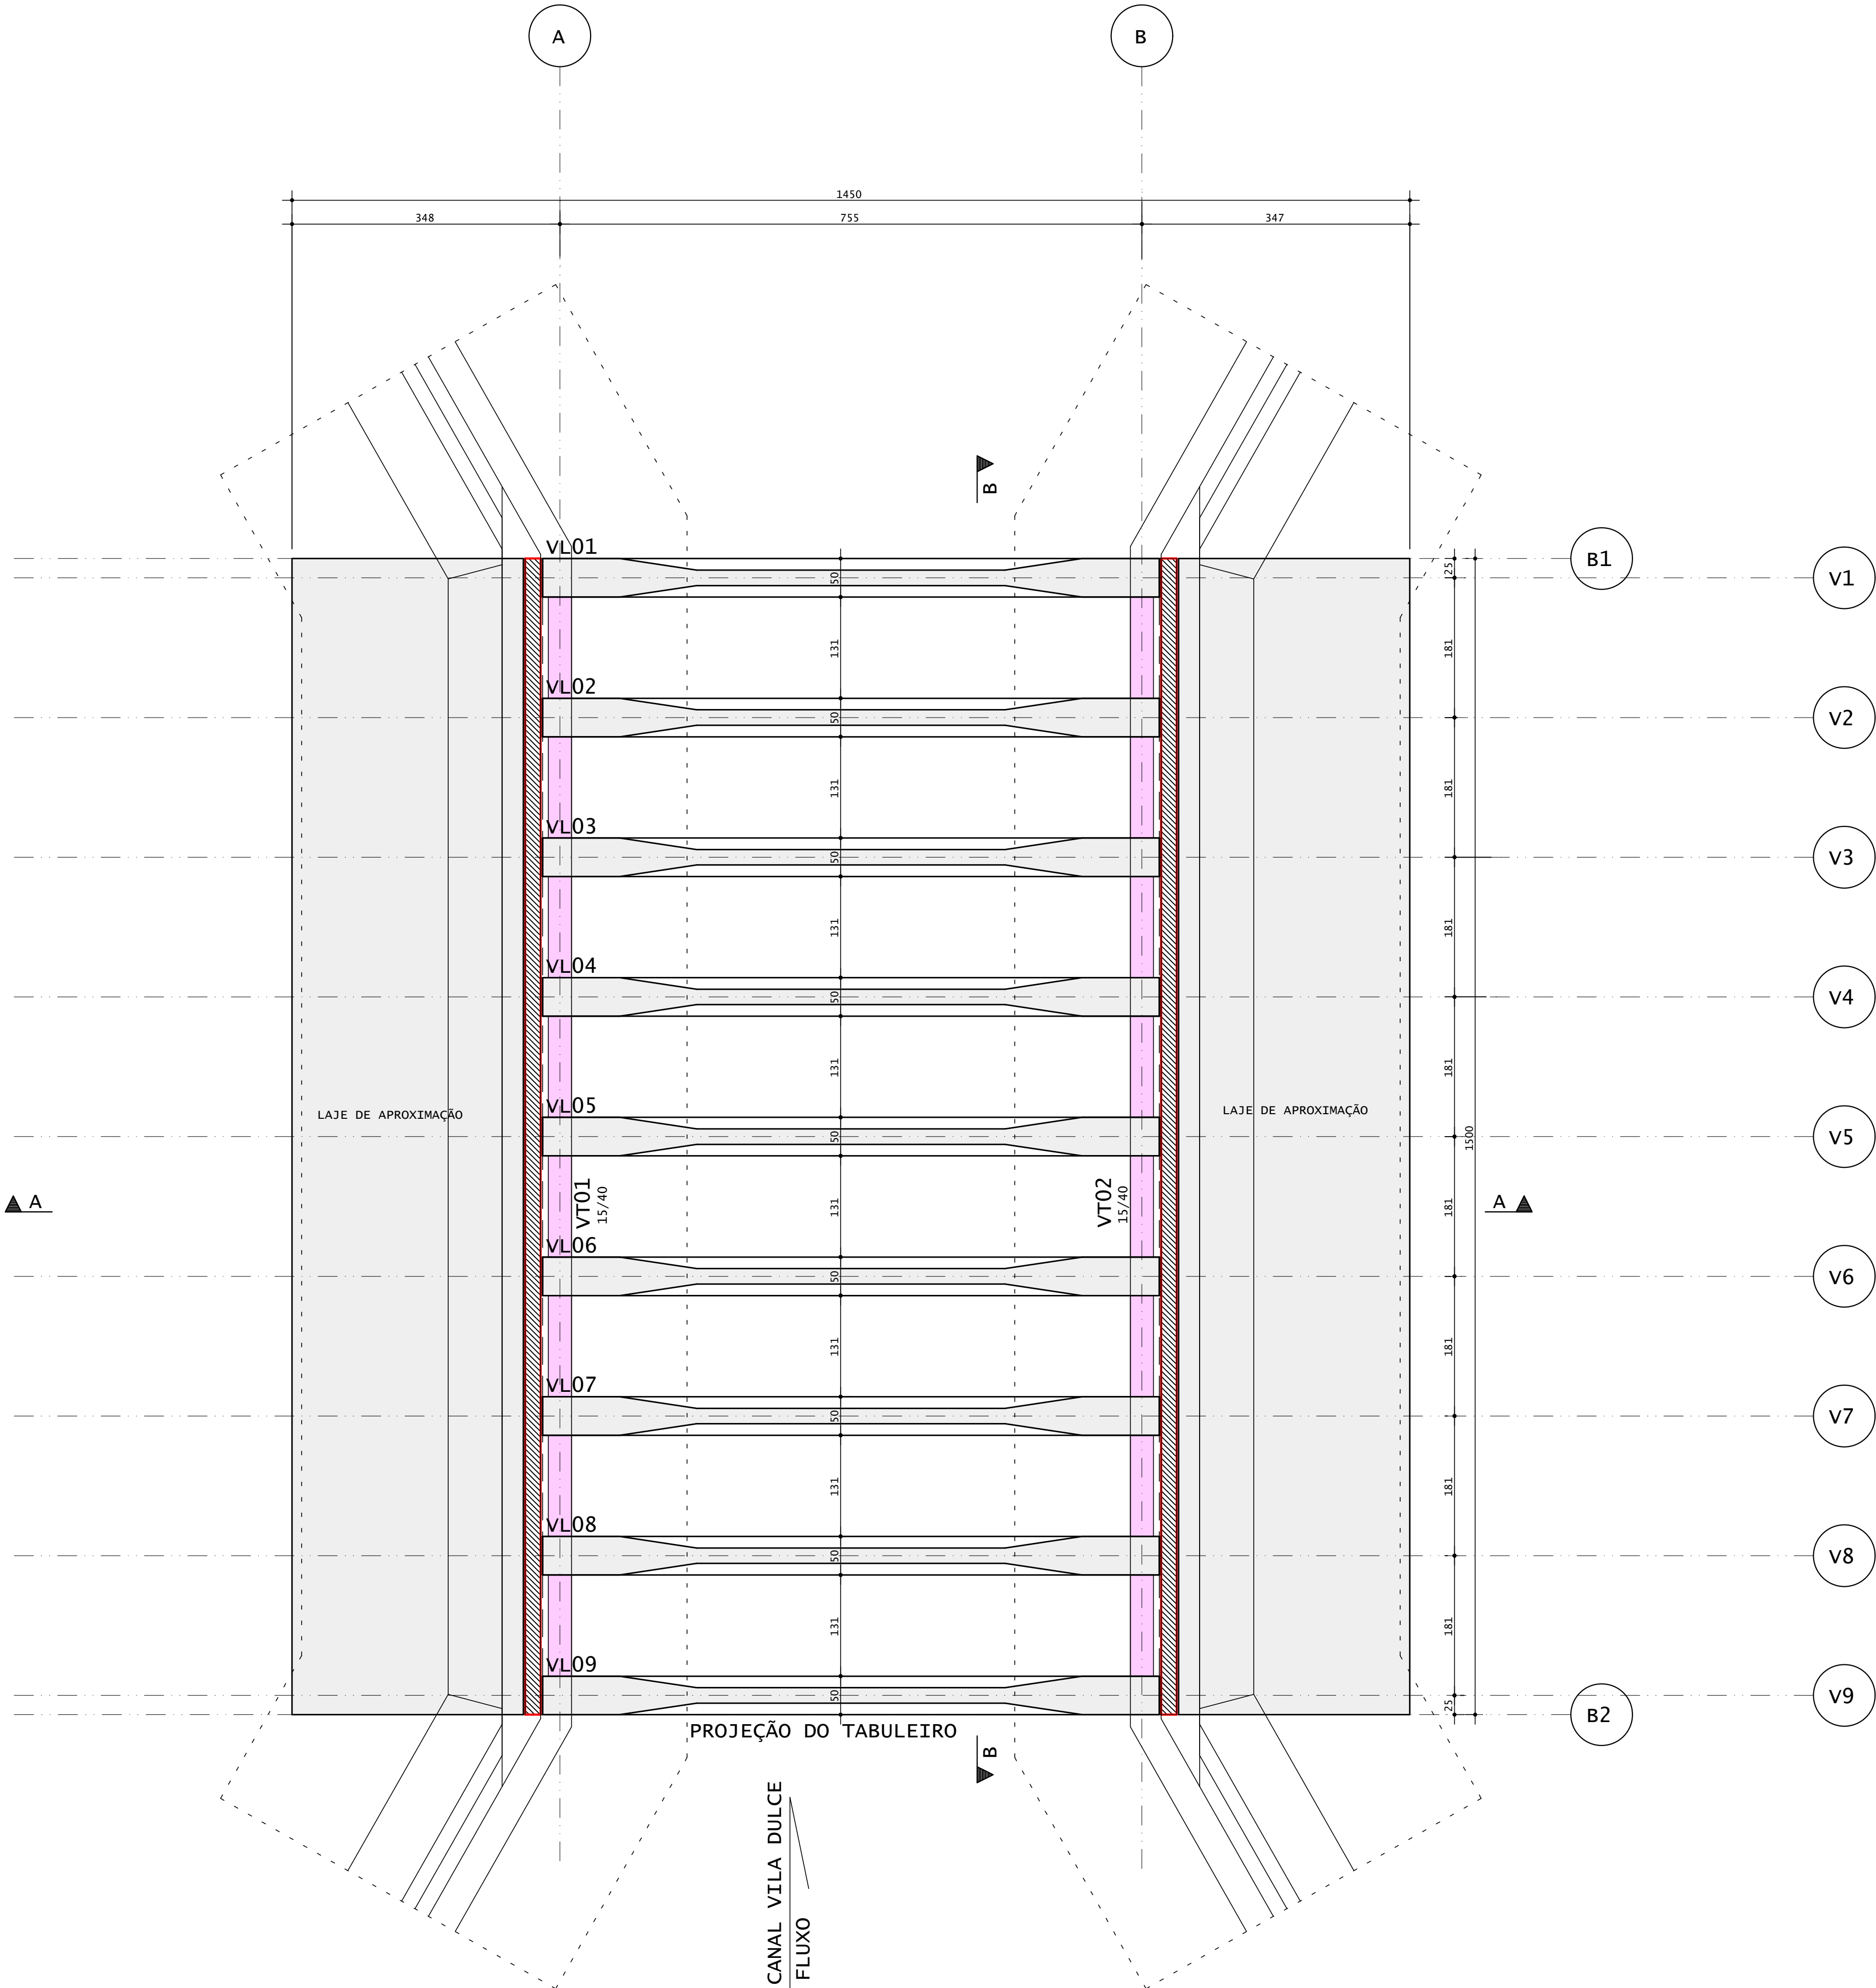 A
B
1450
348
755
347
B
VL01
B1
25
V1
50
131
181
VL02
50
V2
131
181
VL03
50
V3
131
181
VL04
50
V4
131
181
VL05
50
V5
LAJE DE APROXIMAÇÃO
LAJE DE APROXIMAÇÃO
1500
A
VT01
15/40
131
VT02
15/40
181
A
VL06
50
V6
131
181
VL07
50
V7
131
181
VL08
50
V8
131
181
VL09
50
25
V9
B2
PROJEÇÃO DO TABULEIRO
B
CANAL VILA DULCE
FLUXO